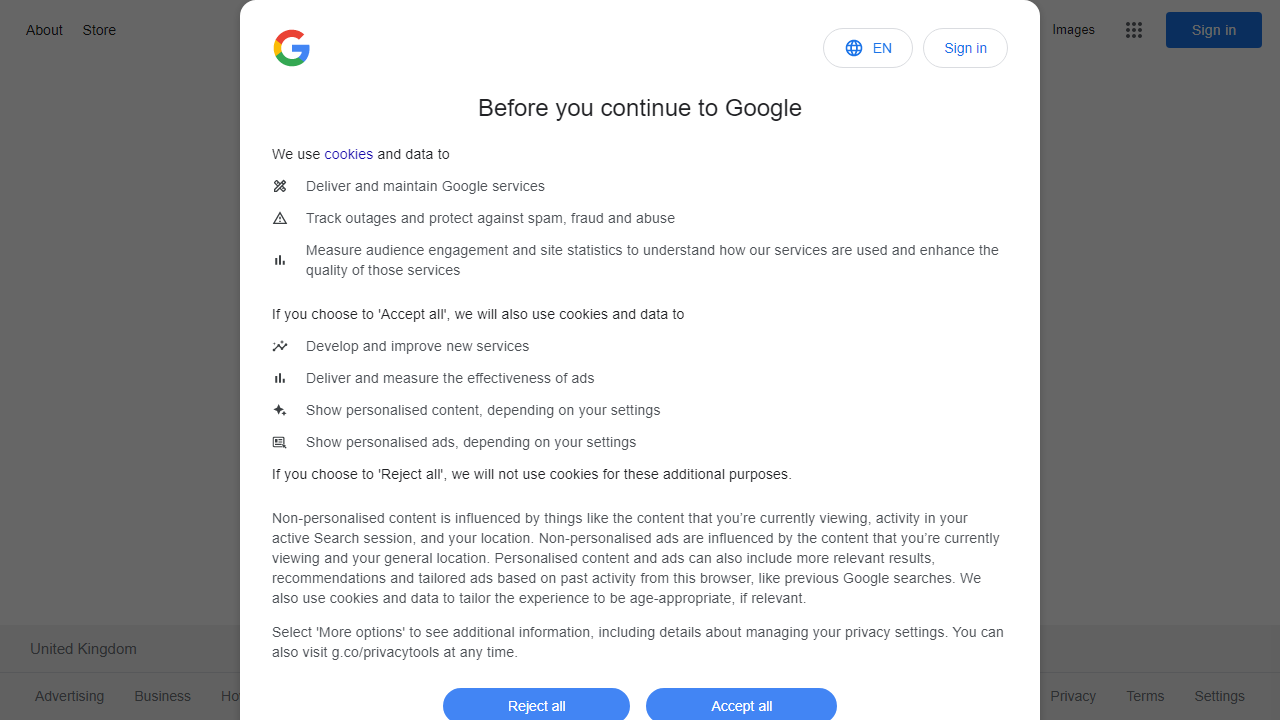 About Store Images Sign in
EN Sign in
Before you continue to Google
We use cookies and data to
Deliver and maintain Google services
Track outages and protect against spam, fraud and abuse
Measure audience engagement and site statistics to understand how our services are used and enhance the
quality of those services
If you choose to 'Accept all', we will also use cookies and data to
Develop and improve new services
Deliver and measure the effectiveness of ads
Show personalised content, depending on your settings
Show personalised ads, depending on your settings
If you choose to 'Reject all', we will not use cookies for these additional purposes.
Non-personalised content is influenced by things like the content that you’re currently viewing, activity in your
active Search session, and your location. Non-personalised ads are influenced by the content that you’re currently
viewing and your general location. Personalised content and ads can also include more relevant results,
recommendations and tailored ads based on past activity from this browser, like previous Google searches. We
also use cookies and data to tailor the experience to be age-appropriate, if relevant.
Select 'More options' to see additional information, including details about managing your privacy settings. You can
also visit g.co/privacytools at any time.
Reject all Accept all
United Kingdom
Advertising Business Privacy Terms Settings